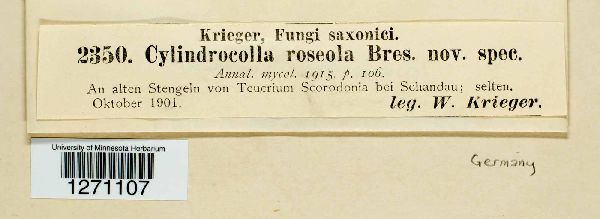 Krieger, Fungi saxonici.
2350. Cylindrocolla roseola Bres. nov. spec.
Annal. mycol. 1915. p. 106.
An alten Stengeln von Teucrium Scorodonia bei Schandau; selten.
Oktober 1901. leg. W. Krieger.
University of Minnesota Herbarium
1271107
Germany